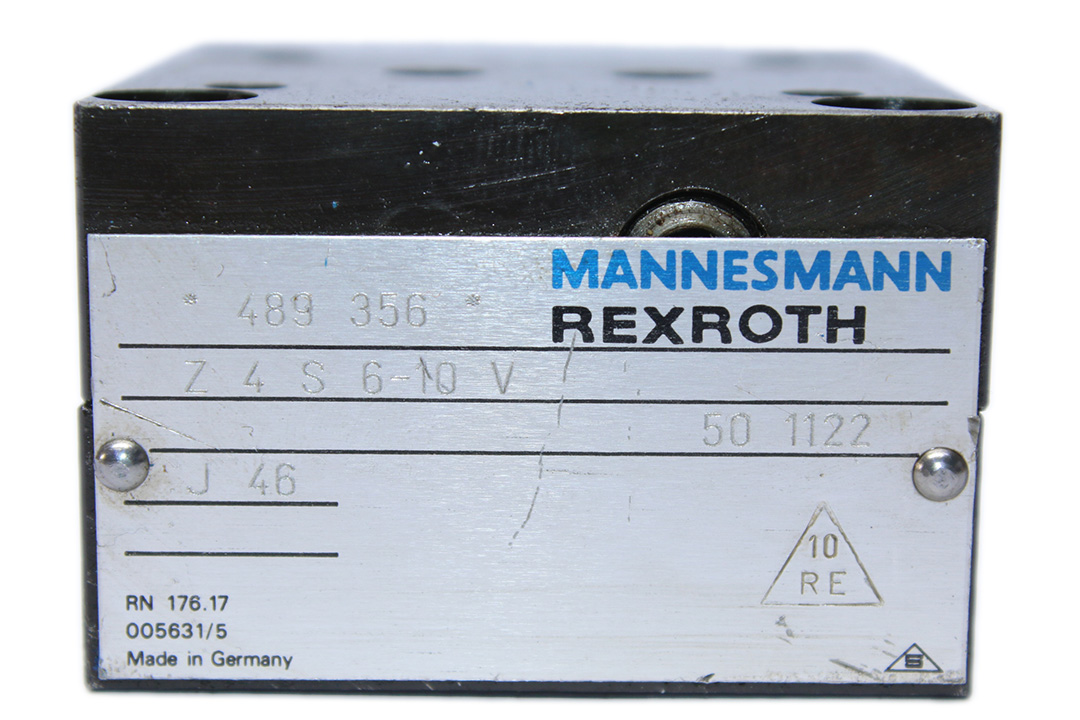 MANNESMANN
REXROTH
* 489 356 *
Z 4 S 6-10 V
50 1122
J 46
10
RE
RN 176.17
005631/5
Made in Germany
S